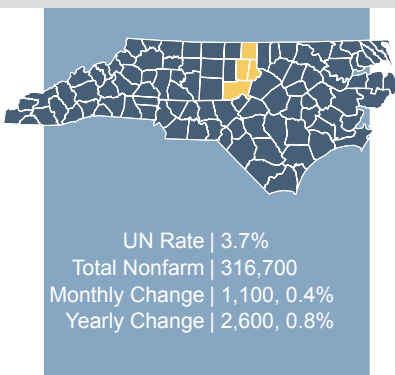 UN Rate | 3.7%
Total Nonfarm | 316,700
Monthly Change | 1,100, 0.4%
Yearly Change | 2,600, 0.8%